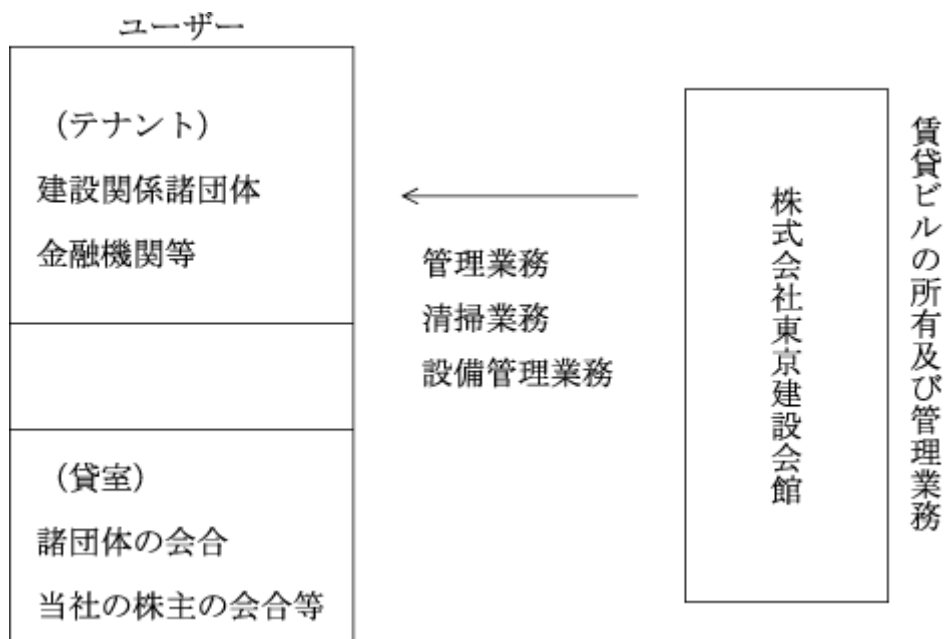 ユーザー
（テナント）
建設関係諸団体
金融機関等
（貸室）
諸団体の会合
当社の株主の会合等
管理業務
清掃業務
設備管理業務
株式会社東京建設会館
賃貸ビルの所有及び管理業務